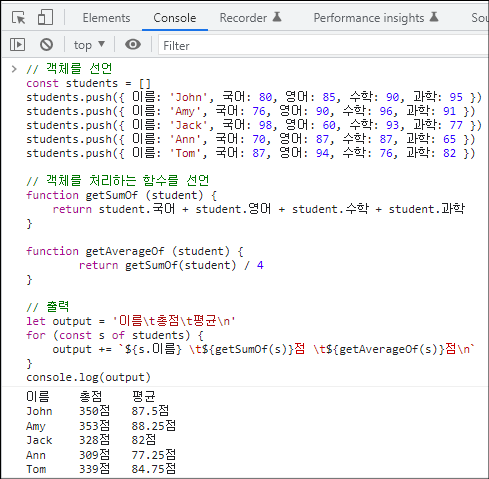 Elements Console Recorder Performance insights Sou
top Filter
> // 객체를 선언
const students = []
students.push({ 이름: 'John', 국어: 80, 영어: 85, 수학: 90, 과학: 95 })
students.push({ 이름: 'Amy', 국어: 76, 영어: 90, 수학: 96, 과학: 91 })
students.push({ 이름: 'Jack', 국어: 98, 영어: 60, 수학: 93, 과학: 77 })
students.push({ 이름: 'Ann', 국어: 70, 영어: 87, 수학: 87, 과학: 65 })
students.push({ 이름: 'Tom', 국어: 87, 영어: 94, 수학: 76, 과학: 82 })
// 객체를 처리하는 함수를 선언
function getSumOf (student) {
return student.국어 + student.영어 + student.수학 + student.과학
}
function getAverageOf (student) {
return getSumOf(student) / 4
}
// 출력
let output = '이름\t총점\t평균\n'
for (const s of students) {
output += `${s.이름} \t${getSumOf(s)}점 \t${getAverageOf(s)}점\n`
}
console.log(output)
이름 총점 평균
John 350점 87.5점
Amy 353점 88.25점
Jack 328점 82점
Ann 309점 77.25점
Tom 339점 84.75점